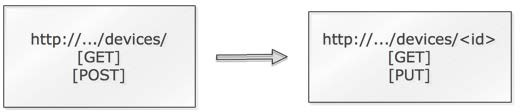 http://.../devices/
[GET]
[POST]
http://.../devices/<id>
[GET]
[PUT]